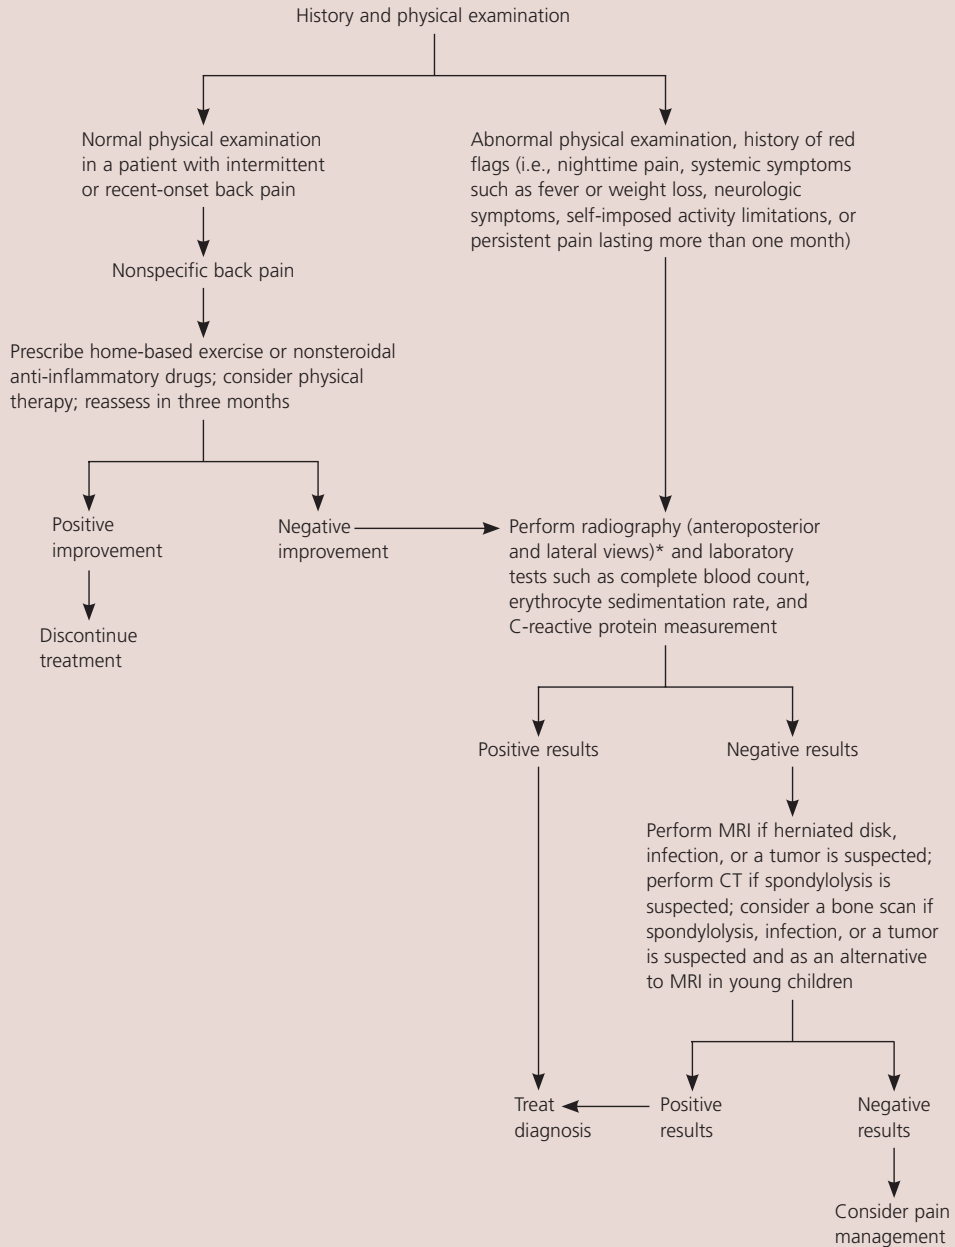 History and physical examination
Normal physical examination
in a patient with intermittent
or recent-onset back pain
Abnormal physical examination, history of red
flags (i.e., nighttime pain, systemic symptoms
such as fever or weight loss, neurologic
symptoms, self-imposed activity limitations, or
persistent pain lasting more than one month)
Nonspecific back pain
Prescribe home-based exercise or nonsteroidal
anti-inflammatory drugs; consider physical
therapy; reassess in three months
Positive
improvement
Negative
improvement
Discontinue
treatment
Perform radiography (anteroposterior
and lateral views)* and laboratory
tests such as complete blood count,
erythrocyte sedimentation rate, and
C-reactive protein measurement
Positive results
Negative results
Perform MRI if herniated disk,
infection, or a tumor is suspected;
perform CT if spondylolysis is
suspected; consider a bone scan if
spondylolysis, infection, or a tumor
is suspected and as an alternative
to MRI in young children
Treat
diagnosis
Positive
results
Negative
results
Consider pain
management